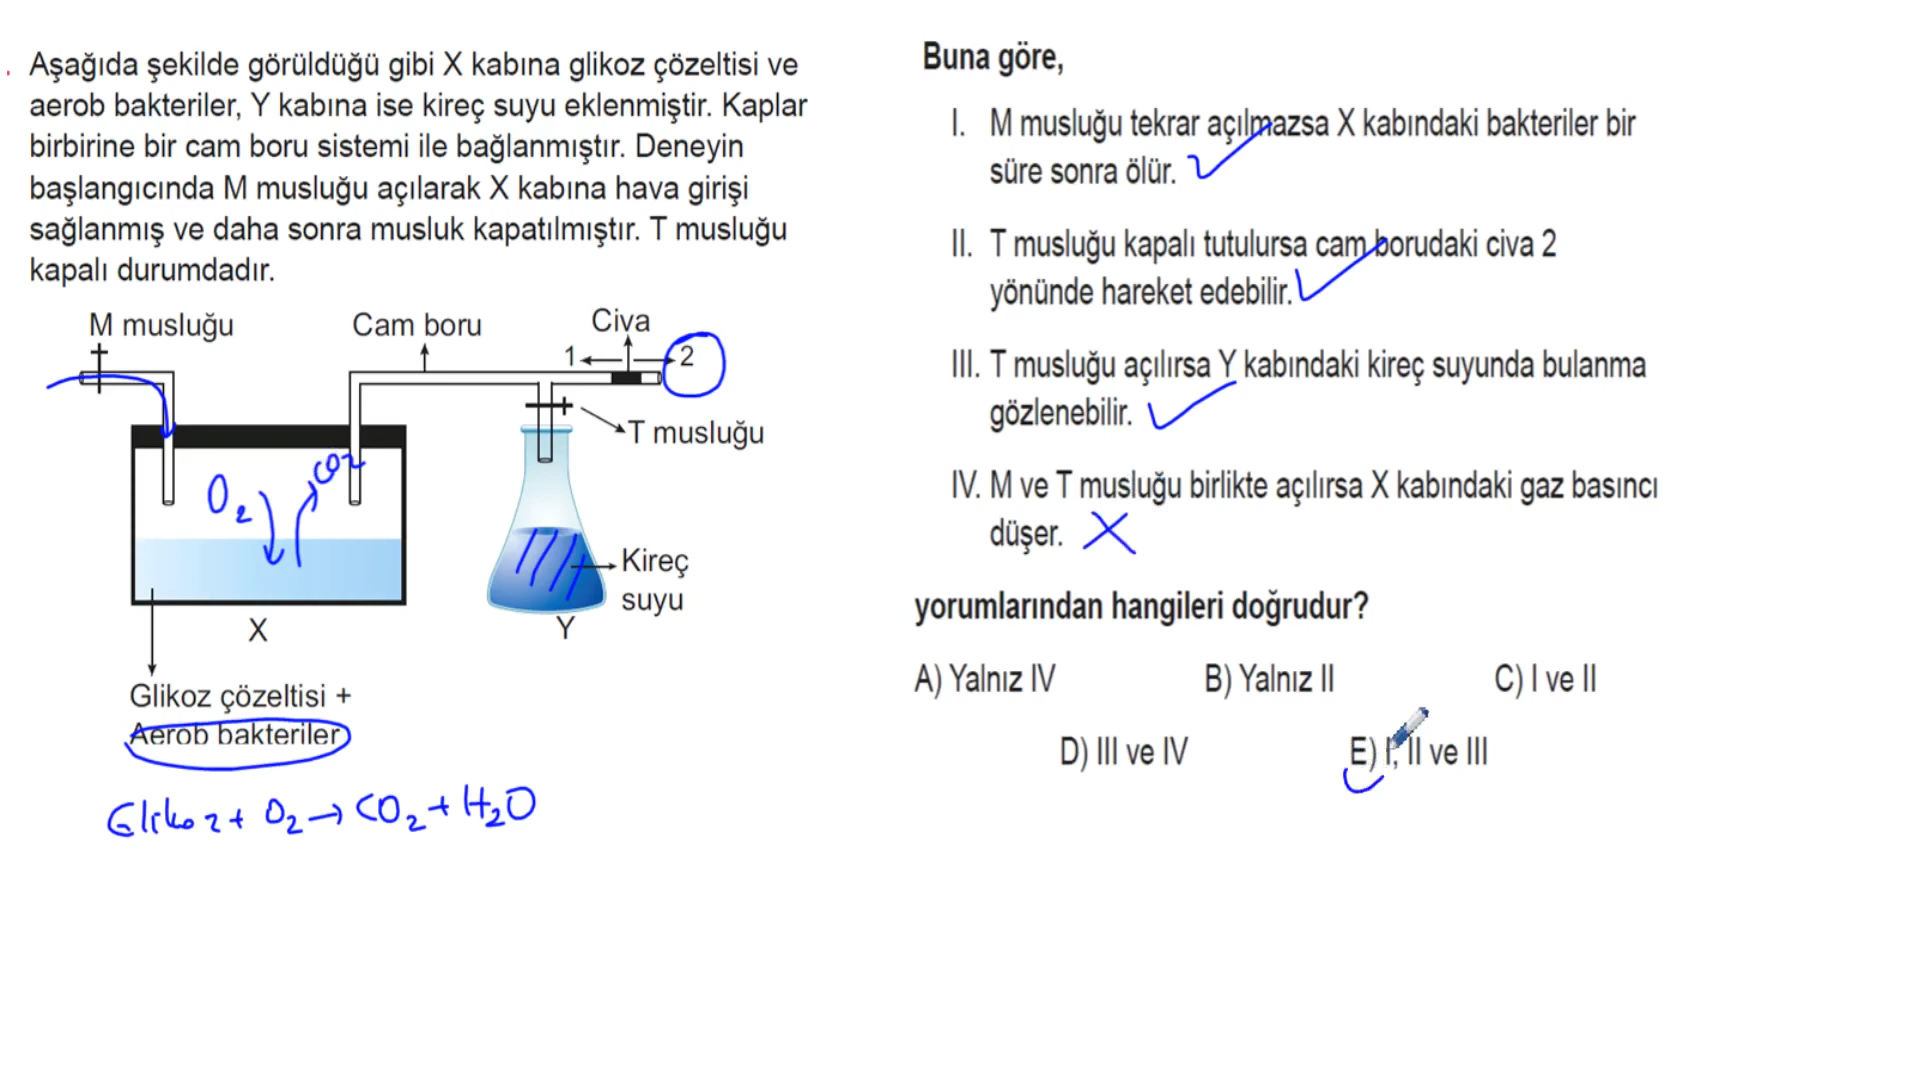 Aşağıda şekilde görüldüğü gibi X kabına glikoz çözeltisi ve
aerob bakteriler, Y kabına ise kireç suyu eklenmiştir. Kaplar
birbirine bir cam boru sistemi ile bağlanmıştır. Deneyin
başlangıcında M musluğu açılarak X kabına hava girişi
sağlanmış ve daha sonra musluk kapatılmıştır. T musluğu
kapalı durumdadır.
M musluğu
Cam boru
Civa
1
2
T musluğu
O2
CO2
Kireç
suyu
X
Y
Glikoz çözeltisi +
Aerob bakteriler
Glikoz + O2 → CO2 + H2O
Buna göre,
I. M musluğu tekrar açılmazsa X kabındaki bakteriler bir
süre sonra ölür.
II. T musluğu kapalı tutulursa cam borudaki civa 2
yönünde hareket edebilir.
III. T musluğu açılırsa Y kabındaki kireç suyunda bulanma
gözlenebilir.
IV. M ve T musluğu birlikte açılırsa X kabındaki gaz basıncı
düşer.
yorumlarından hangileri doğrudur?
A) Yalnız IV
B) Yalnız II
C) I ve II
D) III ve IV
E) I, II ve III